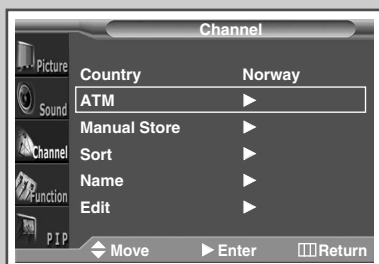 Channel
Picture
Sound
Channel
Function
PIP
Country Norway
ATM
Manual Store
Sort
Name
Edit
Move Enter Return